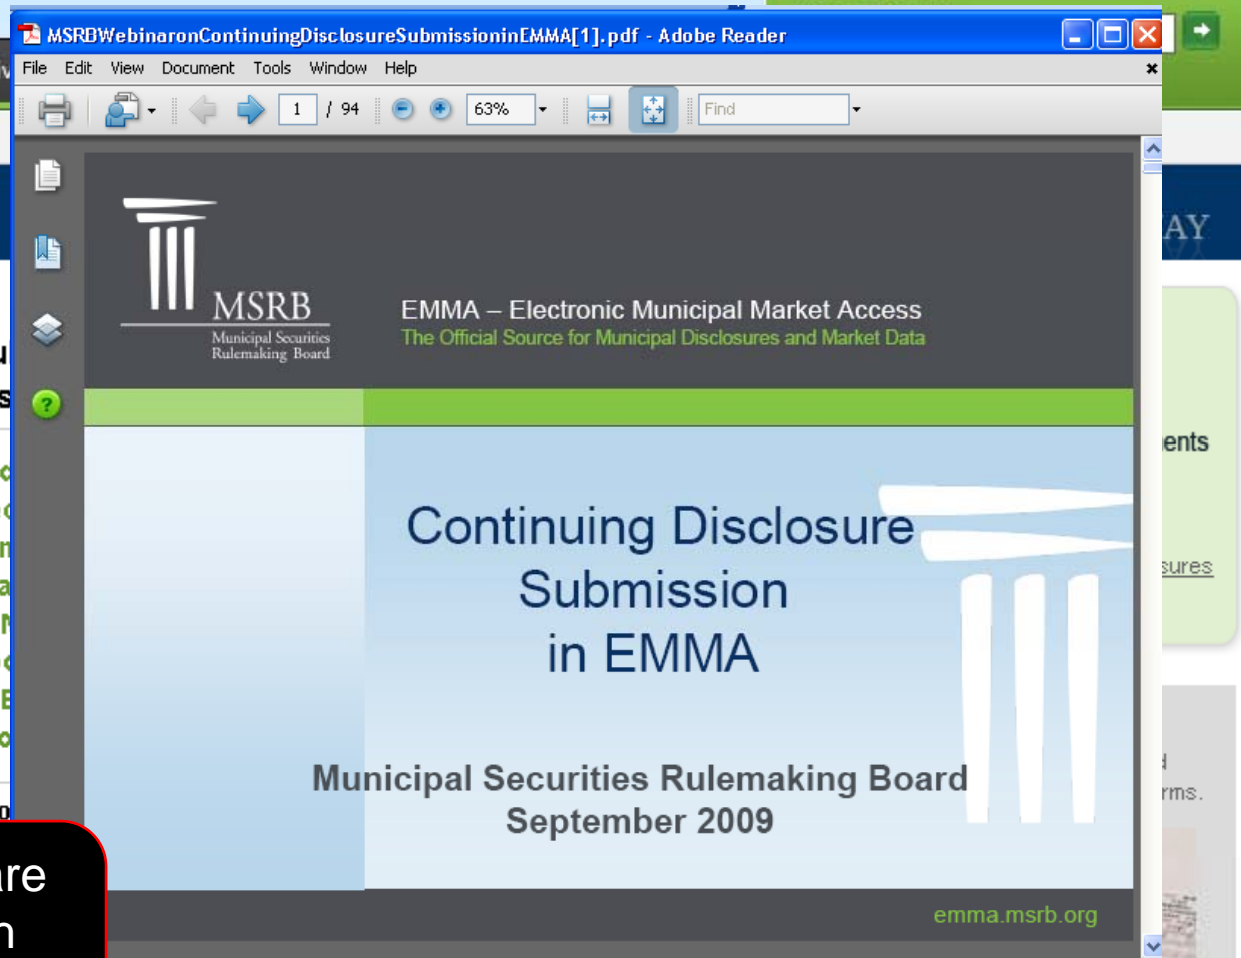 MSRBWebinaronContinuingDisclosureSubmissioninEMMA[1].pdf - Adobe Reader
File Edit View Document Tools Window Help
1 / 94 63% Find
MSRB
Municipal Securities
Rulemaking Board
EMMA – Electronic Municipal Market Access
The Official Source for Municipal Disclosures and Market Data
Continuing Disclosure
Submission
in EMMA
Municipal Securities Rulemaking Board
September 2009
emma.msrb.org
AY
ents
sures
rms.